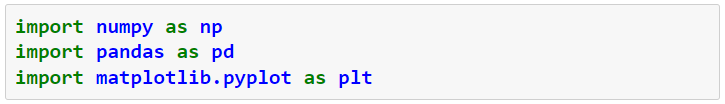 import numpy as np
import pandas as pd
import matplotlib.pyplot as plt